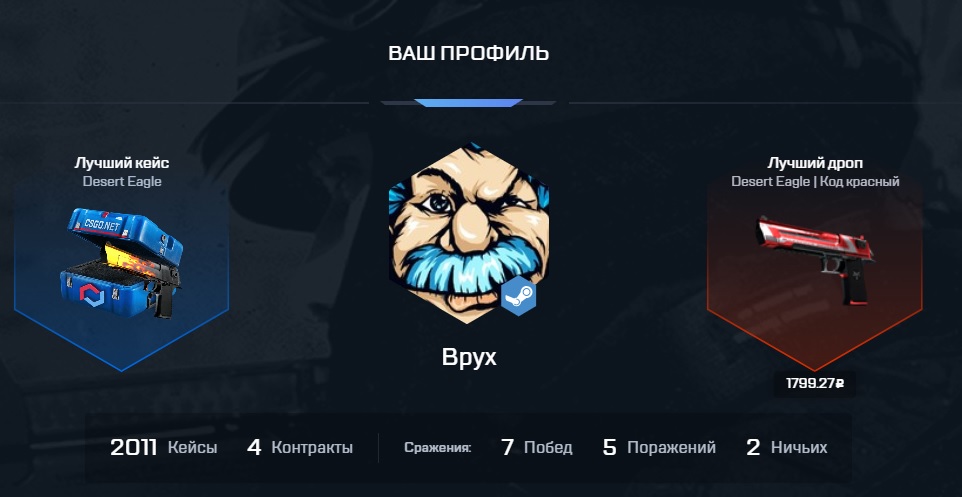 ВАШ ПРОФИЛЬ
Лучший кейс
Desert Eagle
CSGO.NET
Лучший дроп
Desert Eagle | Код красный
Врух
1799.27₽
2011 Кейсы 4 Контракты Сражения: 7 Побед 5 Поражений 2 Ничьих